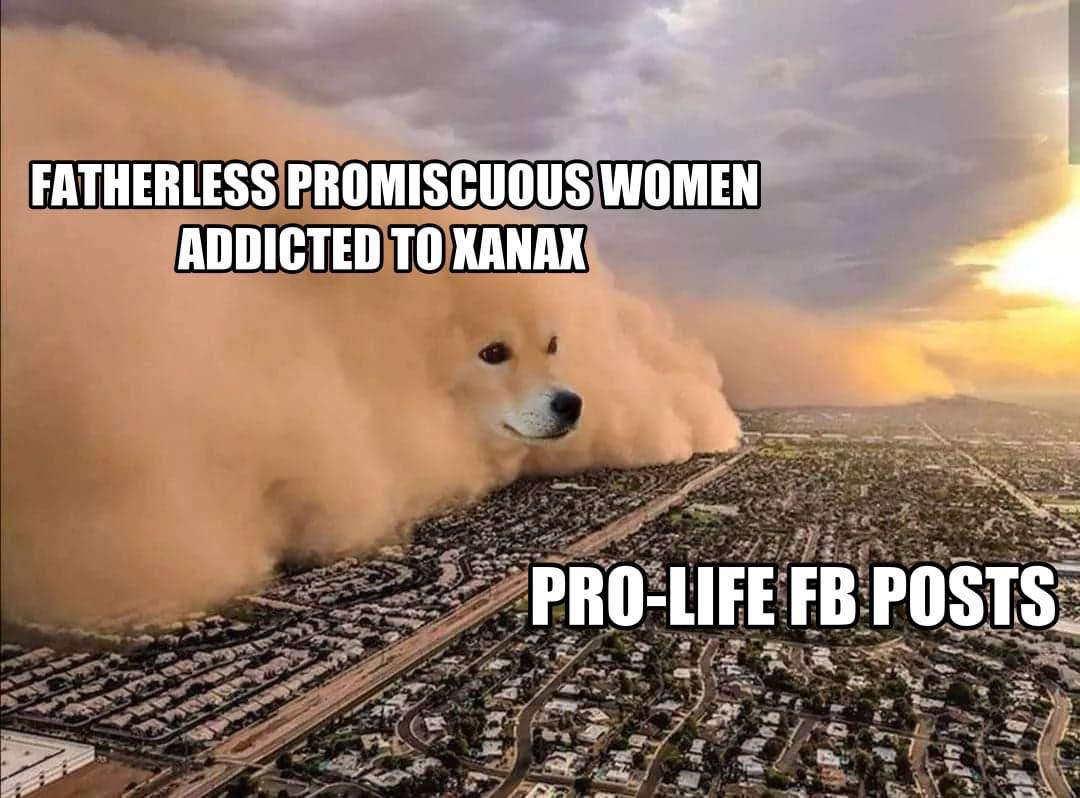 FATHERLESS PROMISCUOUS WOMEN
ADDICTED TO XANAX
PRO-LIFE FB POSTS